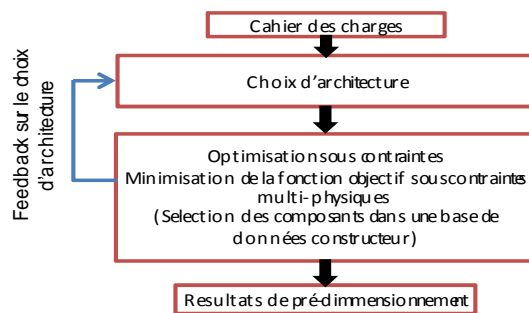 Cahier des charges
Choix d'architecture
Feedback sur le choix
d'architecture
Optimisation sous contraintes
Minimisation de la fonction objectif sous contraintes
multi-physiques
(Selection des composants dans une base de
données constructeur)
Resultats de pré-dimmensionnement